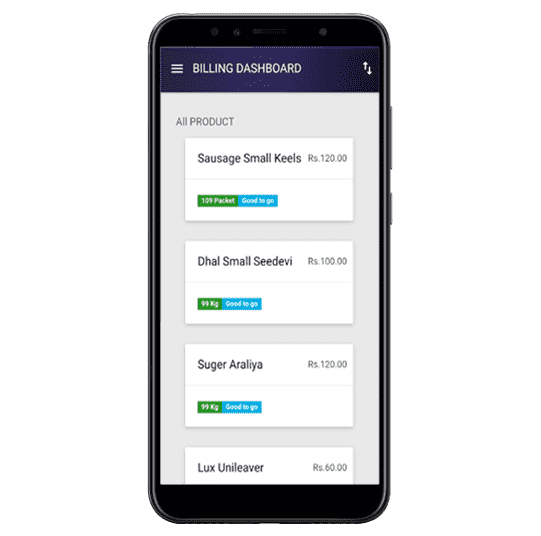 BILLING DASHBOARD
All PRODUCT
Sausage Small Keels Rs.120.00
109 Packet Good to go
Dhal Small Seedevi Rs.100.00
99 Kg Good to go
Suger Araliya Rs.120.00
99 Kg Good to go
Lux Unileaver Rs.60.00